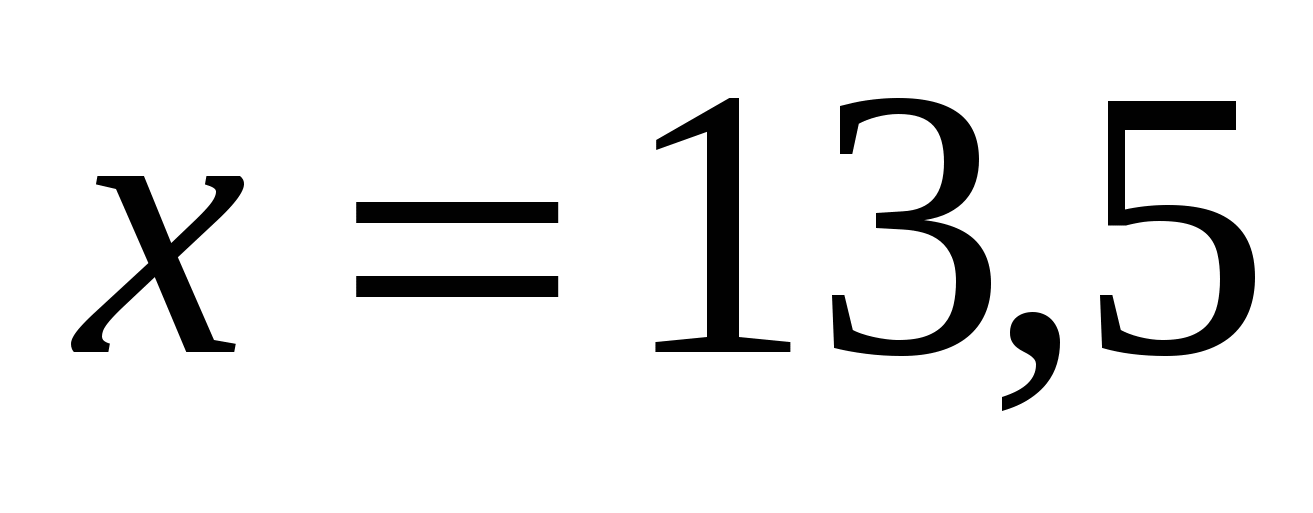 x = 13,5